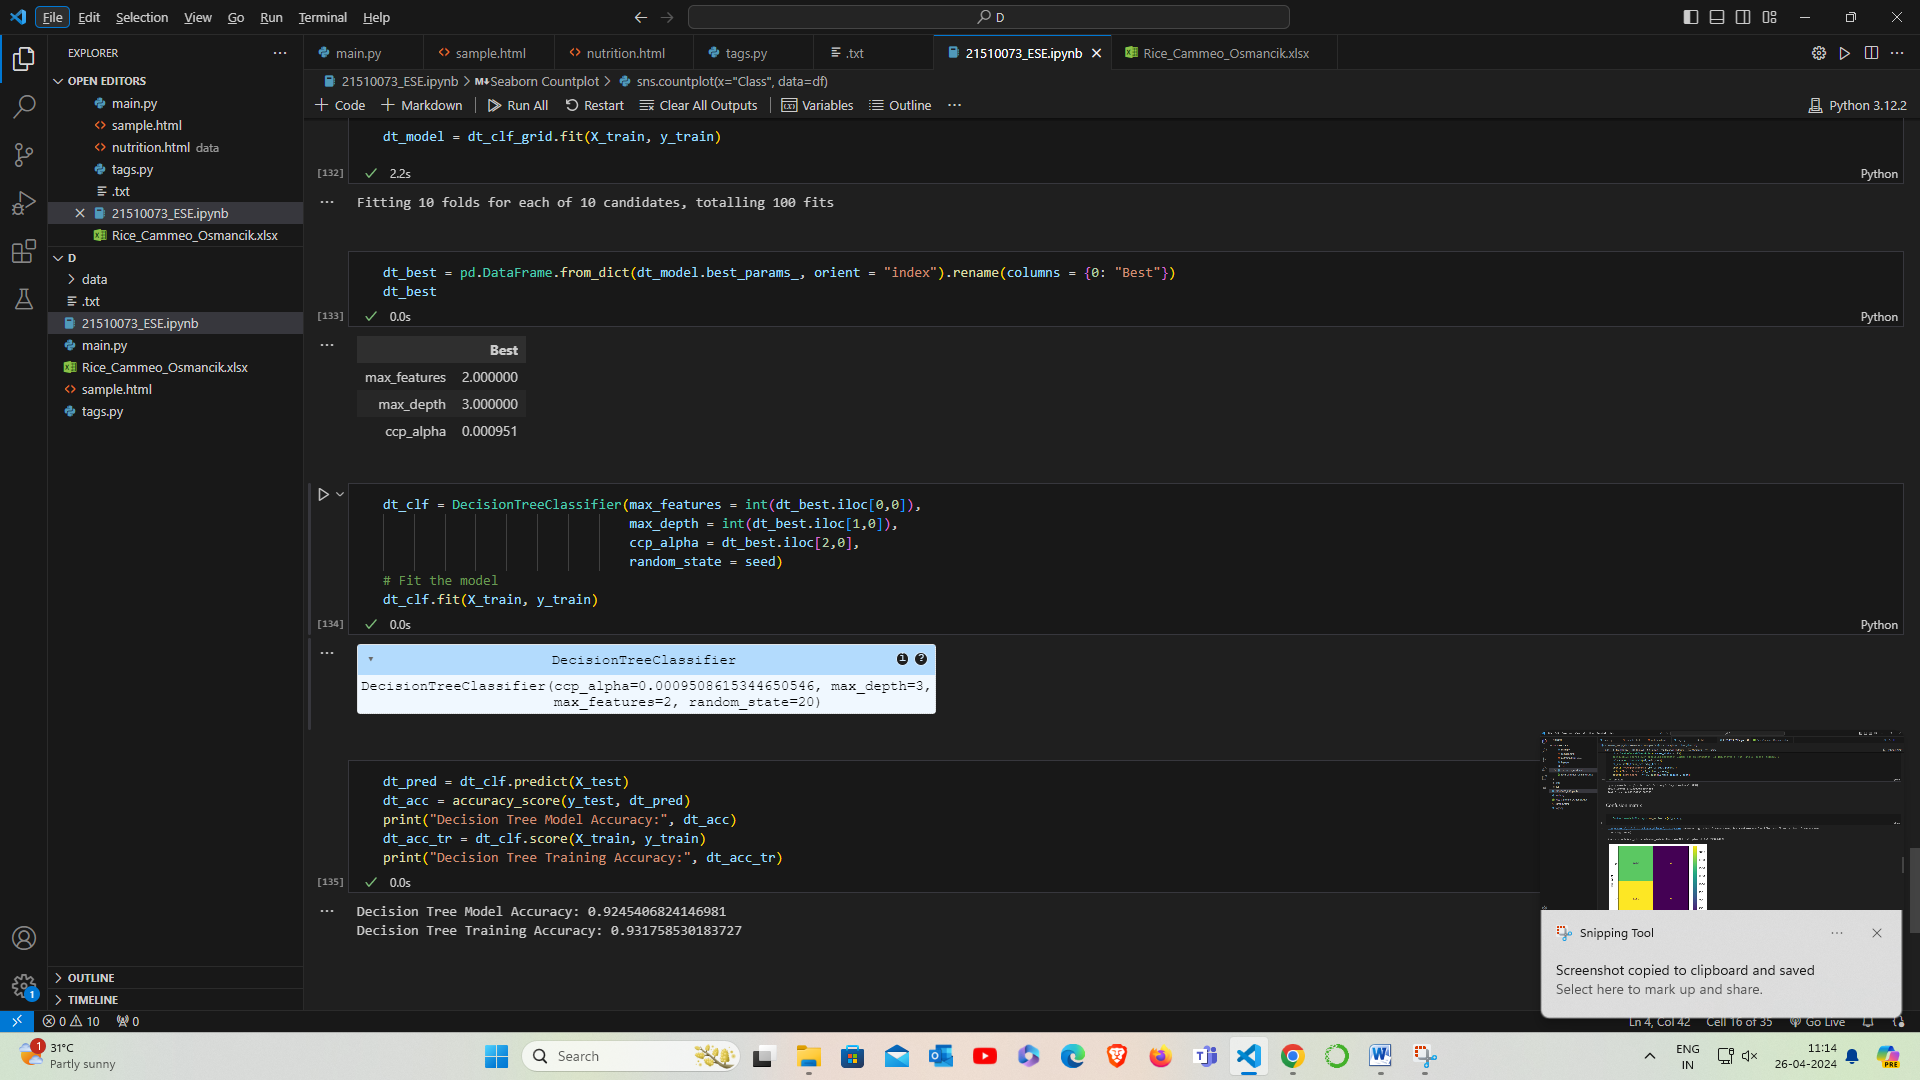 File Edit Selection View Go Run Terminal Help
D
EXPLORER
main.py
sample.html
nutrition.html
tags.py
.txt
21510073_ESE.ipynb
Rice_Cammeo_Osmancik.xlsx
OPEN EDITORS
main.py
sample.html
nutrition.html data
tags.py
.txt
21510073_ESE.ipynb
Rice_Cammeo_Osmancik.xlsx
D
data
.txt
21510073_ESE.ipynb
main.py
Rice_Cammeo_Osmancik.xlsx
sample.html
tags.py
OUTLINE
TIMELINE
21510073_ESE.ipynb > M↓Seaborn Countplot > sns.countplot(x="Class", data=df)
+ Code + Markdown Run All Restart Clear All Outputs Variables Outline ... Python 3.12.2
dt_model = dt_clf_grid.fit(X_train, y_train)
[132] 2.2s Python
Fitting 10 folds for each of 10 candidates, totalling 100 fits
dt_best = pd.DataFrame.from_dict(dt_model.best_params_, orient = "index").rename(columns = {0: "Best"})
dt_best
[133] 0.0s Python
Best
max_features 2.000000
max_depth 3.000000
ccp_alpha 0.000951
dt_clf = DecisionTreeClassifier(max_features = int(dt_best.iloc[0,0]),
max_depth = int(dt_best.iloc[1,0]),
ccp_alpha = dt_best.iloc[2,0],
random_state = seed)
# Fit the model
dt_clf.fit(X_train, y_train)
[134] 0.0s Python
DecisionTreeClassifier
DecisionTreeClassifier(ccp_alpha=0.0009508615344650546, max_depth=3,
max_features=2, random_state=20)
dt_pred = dt_clf.predict(X_test)
dt_acc = accuracy_score(y_test, dt_pred)
print("Decision Tree Model Accuracy:", dt_acc)
dt_acc_tr = dt_clf.score(X_train, y_train)
print("Decision Tree Training Accuracy:", dt_acc_tr)
[135] 0.0s
Decision Tree Model Accuracy: 0.9245406824146981
Decision Tree Training Accuracy: 0.931758530183727
Snipping Tool
Screenshot copied to clipboard and saved
Select here to mark up and share.
1
0 10 0
Ln 4, Col 42 Cell 16 of 35 Go Live
1
31°C
Partly sunny
Search
ENG
IN
11:14
26-04-2024
PRE